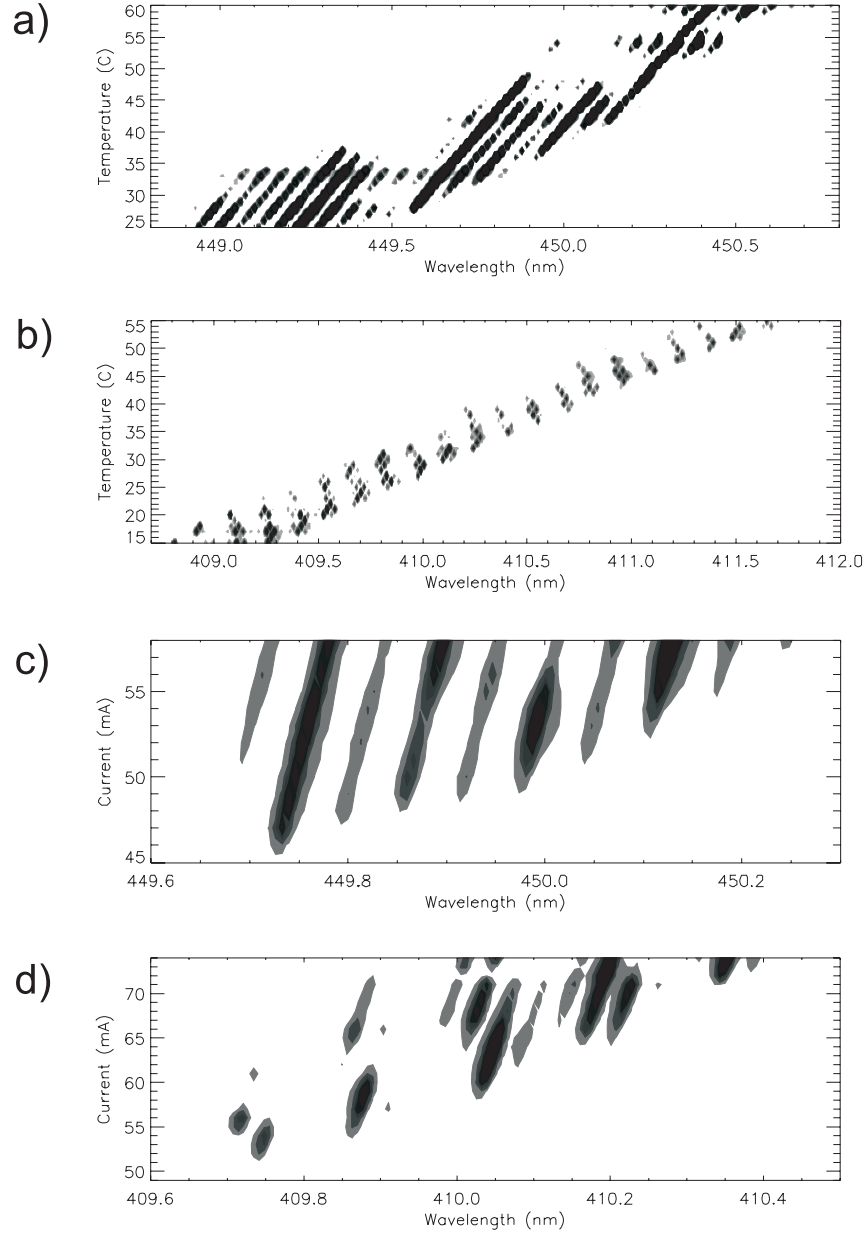 a)
60
55
50
45
40
35
30
25
Temperature (C)
449.0 449.5 450.0 450.5
Wavelength (nm)
b)
55
50
45
40
35
30
25
20
15
Temperature (C)
409.0 409.5 410.0 410.5 411.0 411.5 412.0
Wavelength (nm)
c)
55
50
45
Current (mA)
449.6 449.8 450.0 450.2
Wavelength (nm)
d)
70
65
60
55
50
Current (mA)
409.6 409.8 410.0 410.2 410.4
Wavelength (nm)